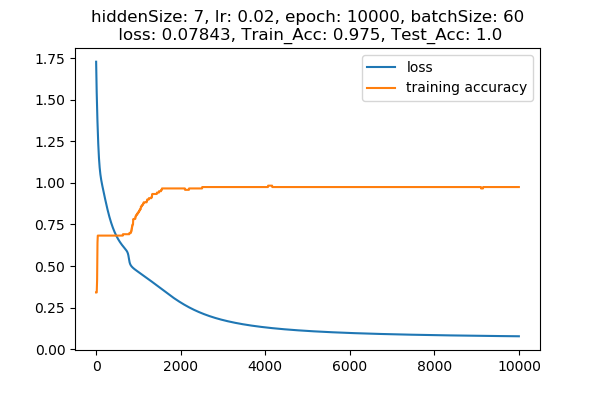 hiddenSize: 7, lr: 0.02, epoch: 10000, batchSize: 60
loss: 0.07843, Train_Acc: 0.975, Test_Acc: 1.0
loss
training accuracy
1.75
1.50
1.25
1.00
0.75
0.50
0.25
0.00
0 2000 4000 6000 8000 10000